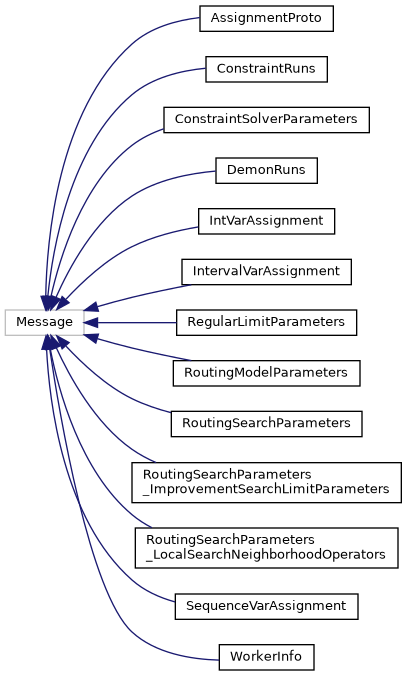 AssignmentProto
ConstraintRuns
ConstraintSolverParameters
DemonRuns
IntVarAssignment
IntervalVarAssignment
Message
RegularLimitParameters
RoutingModelParameters
RoutingSearchParameters
RoutingSearchParameters
_ImprovementSearchLimitParameters
RoutingSearchParameters
_LocalSearchNeighborhoodOperators
SequenceVarAssignment
WorkerInfo